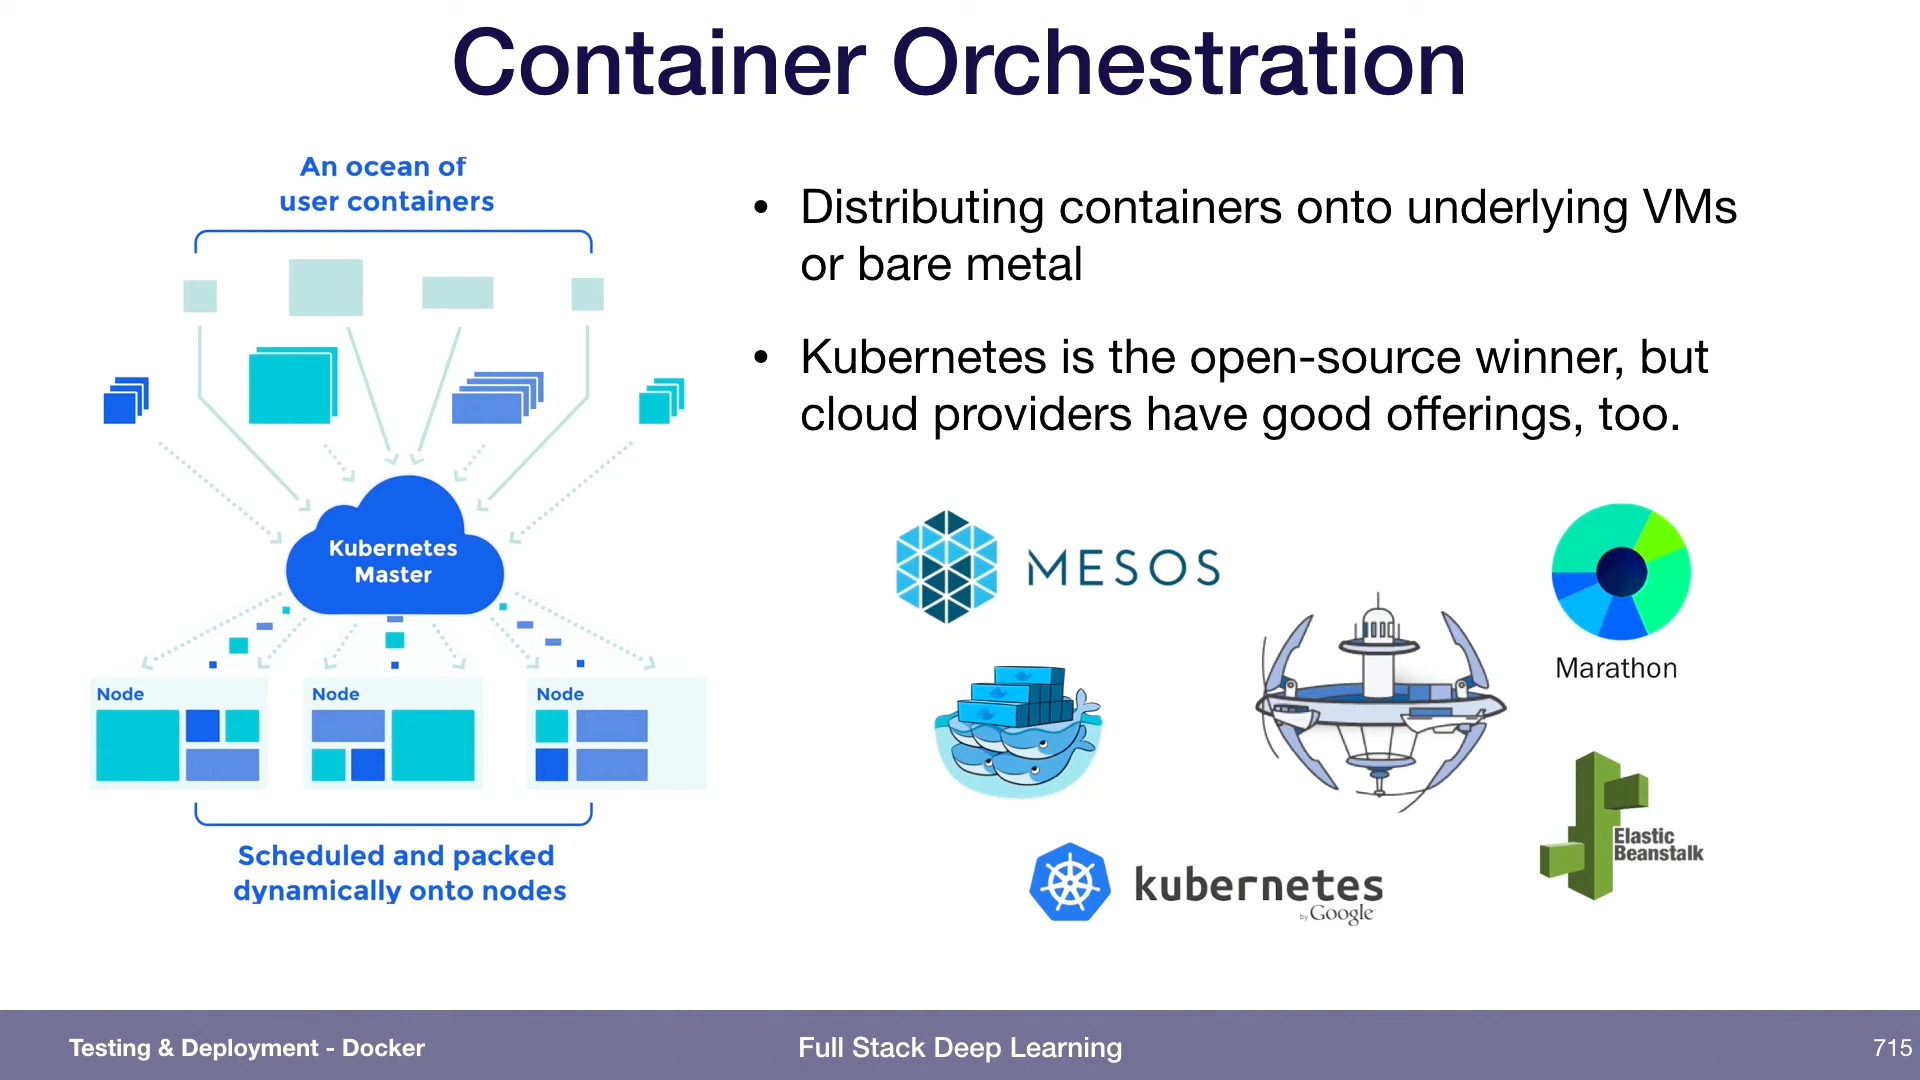 Container Orchestration
An ocean of
user containers
Kubernetes
Master
Node
Node
Node
Scheduled and packed
dynamically onto nodes
• Distributing containers onto underlying VMs
or bare metal
• Kubernetes is the open-source winner, but
cloud providers have good offerings, too.
MESOS
Marathon
Elastic
Beanstalk
kubernetes
by Google
Testing & Deployment - Docker
Full Stack Deep Learning
715